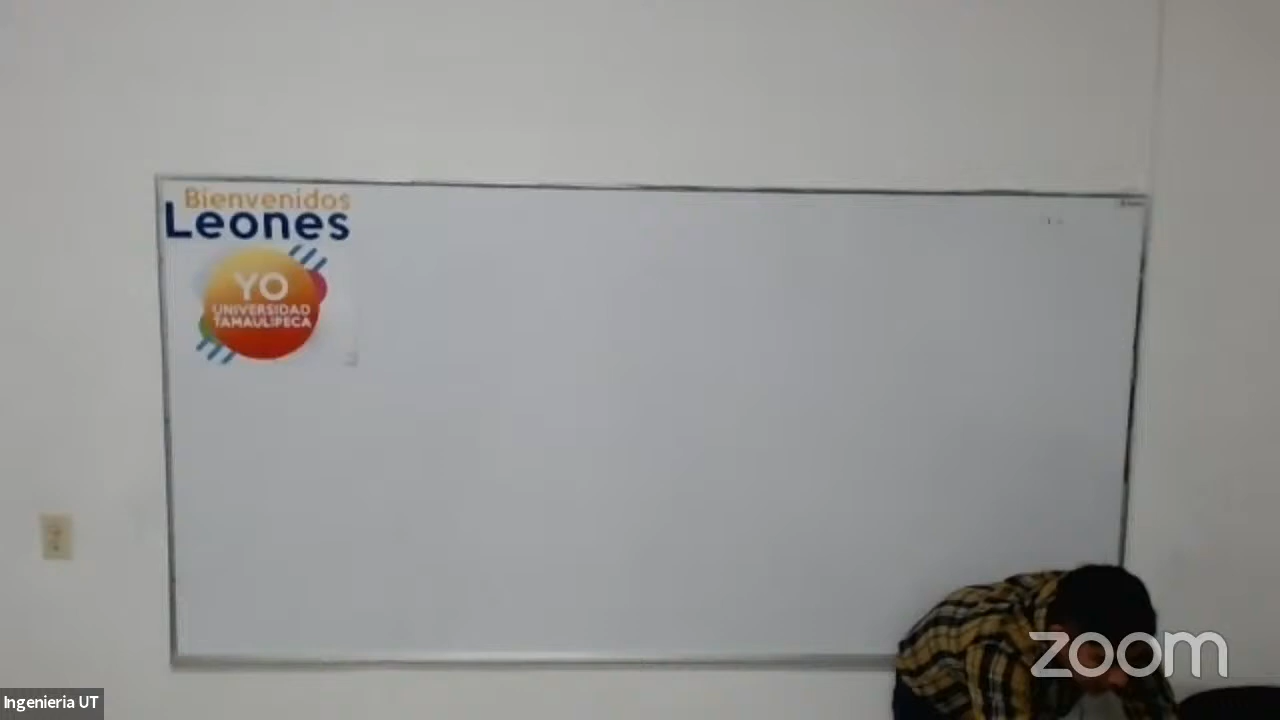 Bienvenidos
Leones
YO
UNIVERSIDAD
TAMAULIPECA
zoom
Ingenieria UT